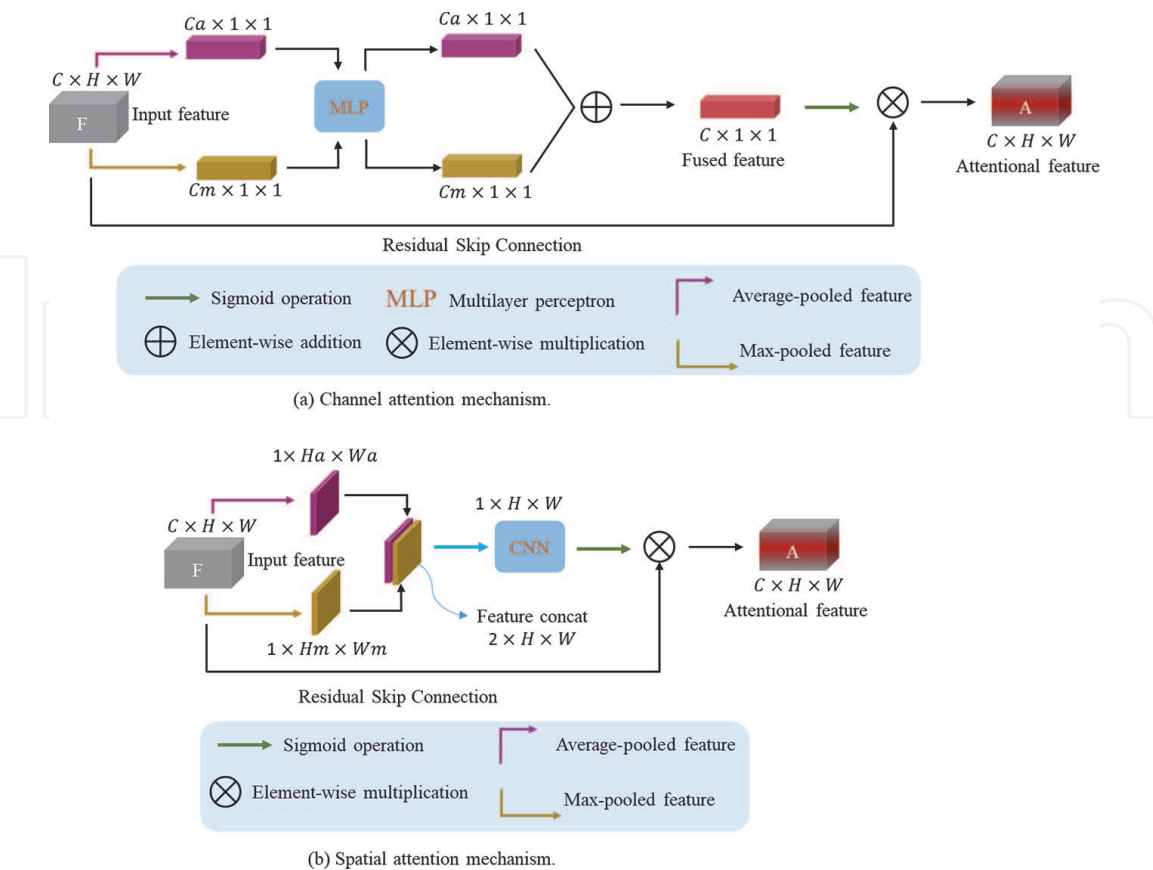 Ca × 1 × 1
Ca × 1 × 1
C × H × W
F
Input feature
MLP
C × 1 × 1
Fused feature
A
C × H × W
Attentional feature
Cm × 1 × 1
Cm × 1 × 1
Residual Skip Connection
Sigmoid operation
MLP Multilayer perceptron
Average-pooled feature
Element-wise addition
Element-wise multiplication
Max-pooled feature
(a) Channel attention mechanism.
1 × Ha × Wa
C × H × W
F
Input feature
1 × H × W
CNN
A
C × H × W
Attentional feature
Feature concat
2 × H × W
1 × Hm × Wm
Residual Skip Connection
Sigmoid operation
Average-pooled feature
Element-wise multiplication
Max-pooled feature
(b) Spatial attention mechanism.